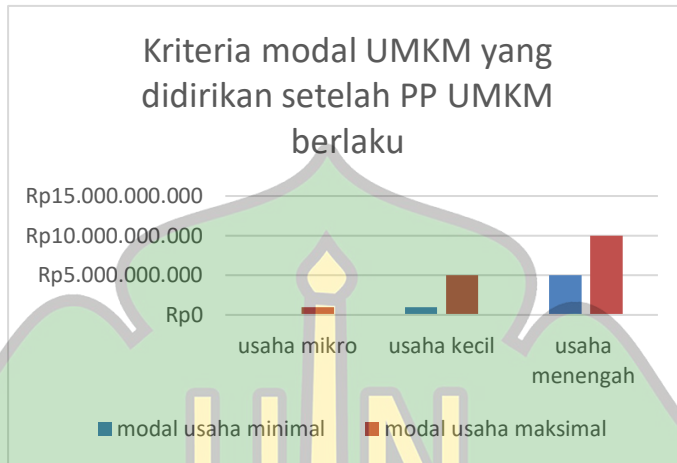 Kriteria modal UMKM yang
didirikan setelah PP UMKM
berlaku
Rp15.000.000.000
Rp10.000.000.000
Rp5.000.000.000
Rp0
usaha mikro
usaha kecil
usaha
menengah
modal usaha minimal
modal usaha maksimal
UIN